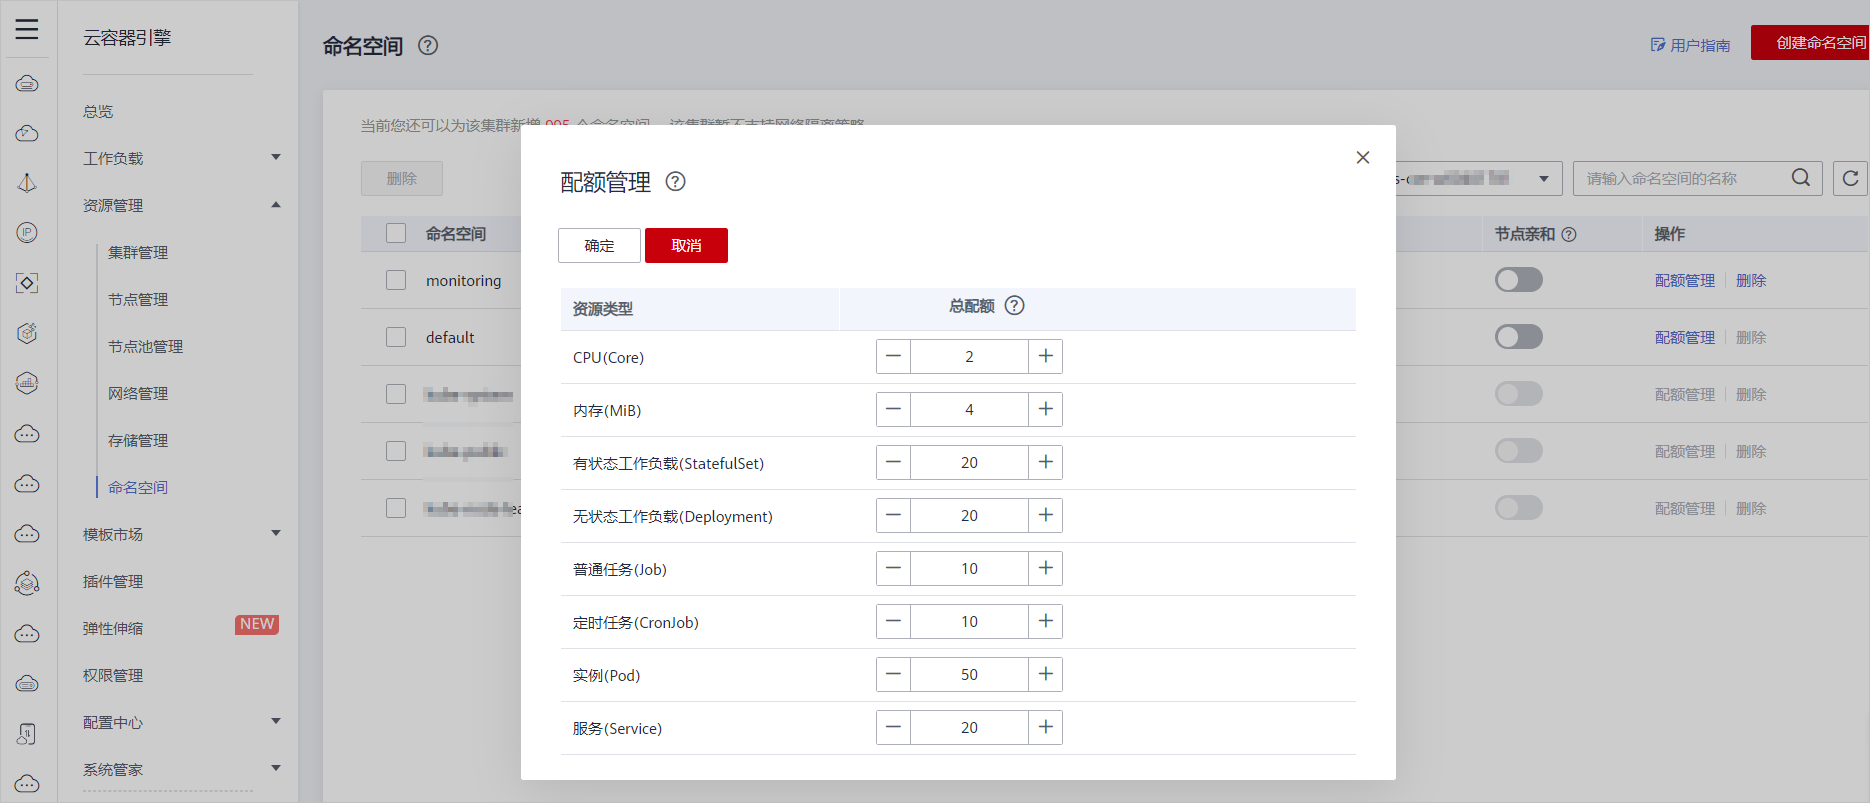 云容器引擎
总览
工作负载
资源管理
集群管理
节点管理
节点池管理
网络管理
存储管理
命名空间
模板市场
插件管理
弹性伸缩 NEW
权限管理
配置中心
系统管家
IP
命名空间 ?
用户指南
创建命名空间
当前您还可以为该集群新增 995 个命名空间。 该集群暂不支持网络隔离策略
删除
请输入命名空间的名称
命名空间 节点亲和 ? 操作
monitoring 配额管理 删除
default 配额管理 删除
配额管理 删除
配额管理 删除
配额管理 删除
配额管理 ?
确定 取消
资源类型 总配额 ?
CPU(Core) 2
内存(MiB) 4
有状态工作负载(StatefulSet) 20
无状态工作负载(Deployment) 20
普通任务(Job) 10
定时任务(CronJob) 10
实例(Pod) 50
服务(Service) 20